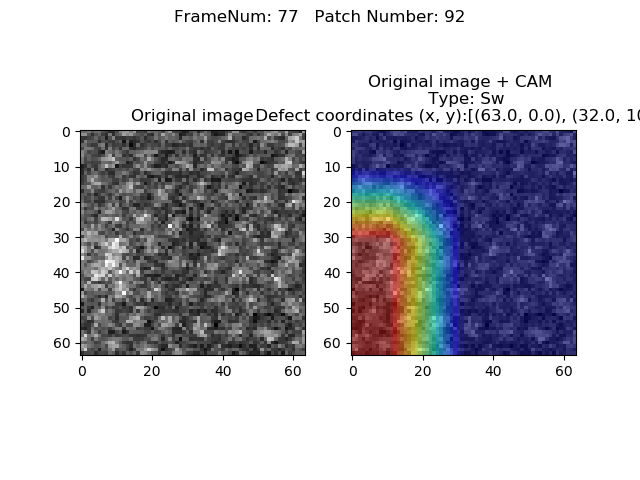 FrameNum: 77   Patch Number: 92
Original image + CAM
Type: Sw
Original image
Defect coordinates (x, y):[(63.0, 0.0), (32.0, 10
0
10
20
30
40
50
60
0 20 40 60
0
10
20
30
40
50
60
0 20 40 60